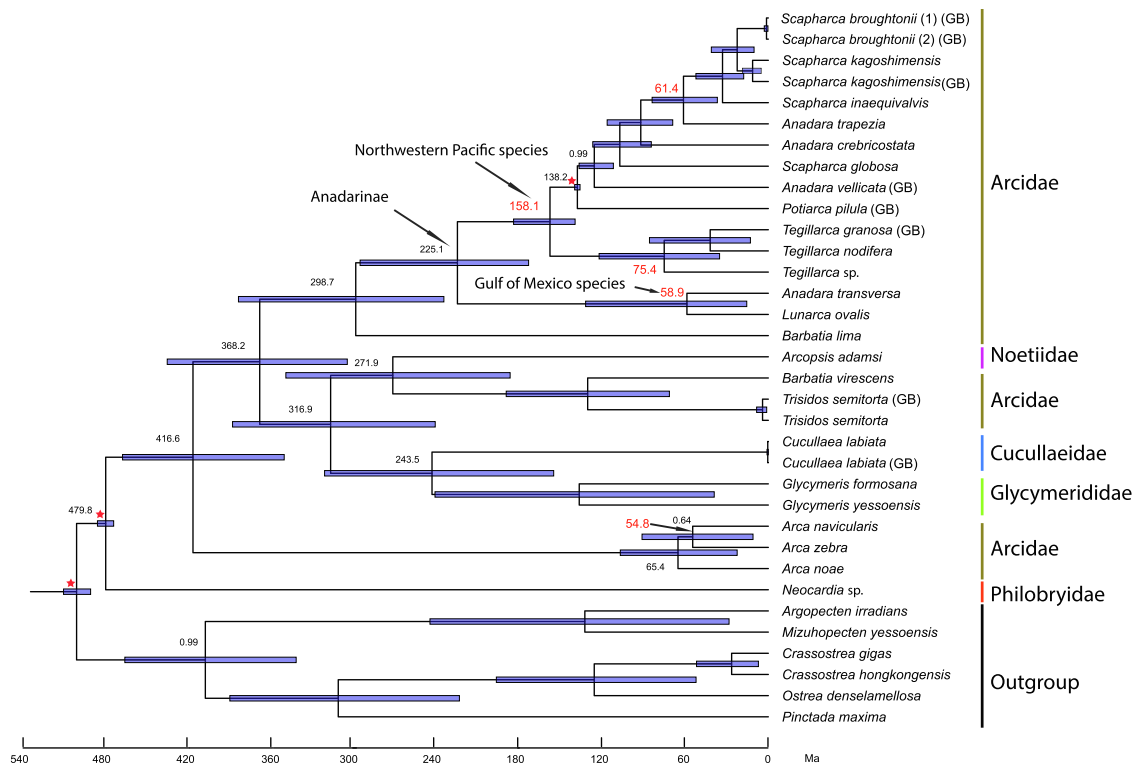 Scapharca broughtonii (1) (GB)
Scapharca broughtonii (2) (GB)
Scapharca kagoshimensis
Scapharca kagoshimensis(GB)
61.4
Scapharca inaequivalvis
Anadara trapezia
Anadara crebricostata
Northwestern Pacific species
0.99
Scapharca globosa
138.2
Anadara vellicata (GB)
Arcidae
Anadarinae
158.1
Potiarca pilula (GB)
Tegillarca granosa (GB)
225.1
Tegillarca nodifera
75.4
Tegillarca sp.
298.7
Gulf of Mexico species
58.9
Anadara transversa
Lunarca ovalis
Barbatia lima
368.2
271.9
Arcopsis adamsi
Noetiidae
Barbatia virescens
316.9
Trisidos semitorta (GB)
Arcidae
Trisidos semitorta
416.6
Cucullaea labiata
243.5
Cucullaea labiata (GB)
Cucullaeidae
Glycymeris formosana
Glycymerididae
Glycymeris yessoensis
479.8
54.8
0.64
Arca navicularis
Arca zebra
Arcidae
65.4
Arca noae
Neocardia sp.
Philobryidae
Argopecten irradians
0.99
Mizuhopecten yessoensis
Crassostrea gigas
Crassostrea hongkongensis
Outgroup
Ostrea denselamellosa
Pinctada maxima
540 480 420 360 300 240 180 120 60 0 Ma